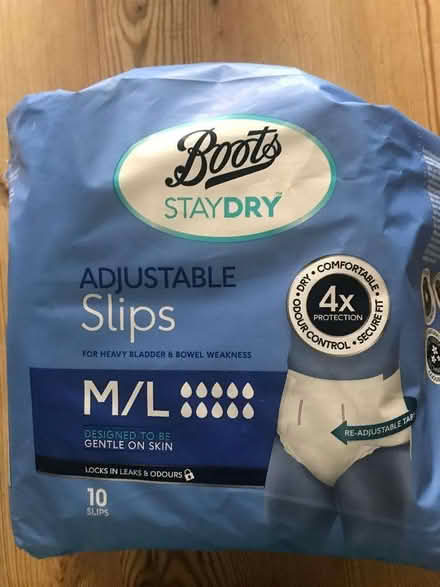 Boots
STAYDRY™
ADJUSTABLE
Slips
FOR HEAVY BLADDER & BOWEL WEAKNESS
DRY • COMFORTABLE • SECURE FIT • ODOUR CONTROL •
4x
PROTECTION
M/L
DESIGNED TO BE
GENTLE ON SKIN
RE-ADJUSTABLE TAB
LOCKS IN LEAKS & ODOURS
10
SLIPS